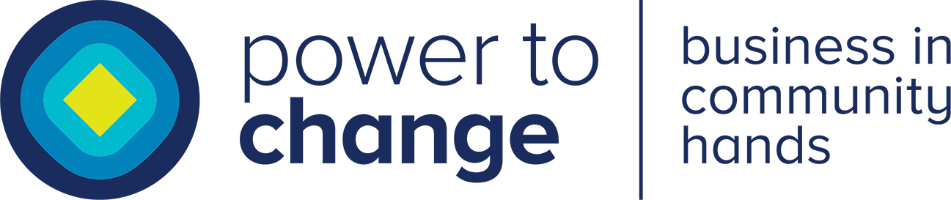 power to
change
business in
community
hands